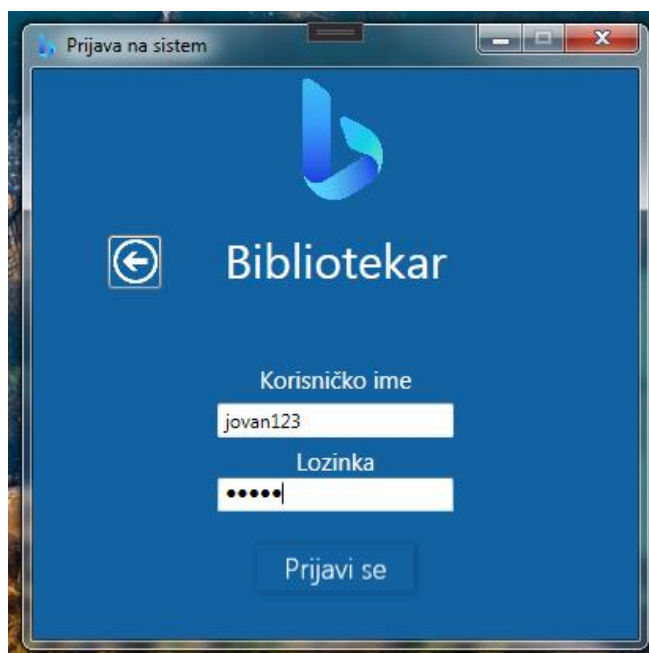 Prijava na sistem
Bibliotekar
Korisničko ime
jovan123
Lozinka
●●●●●
Prijavi se